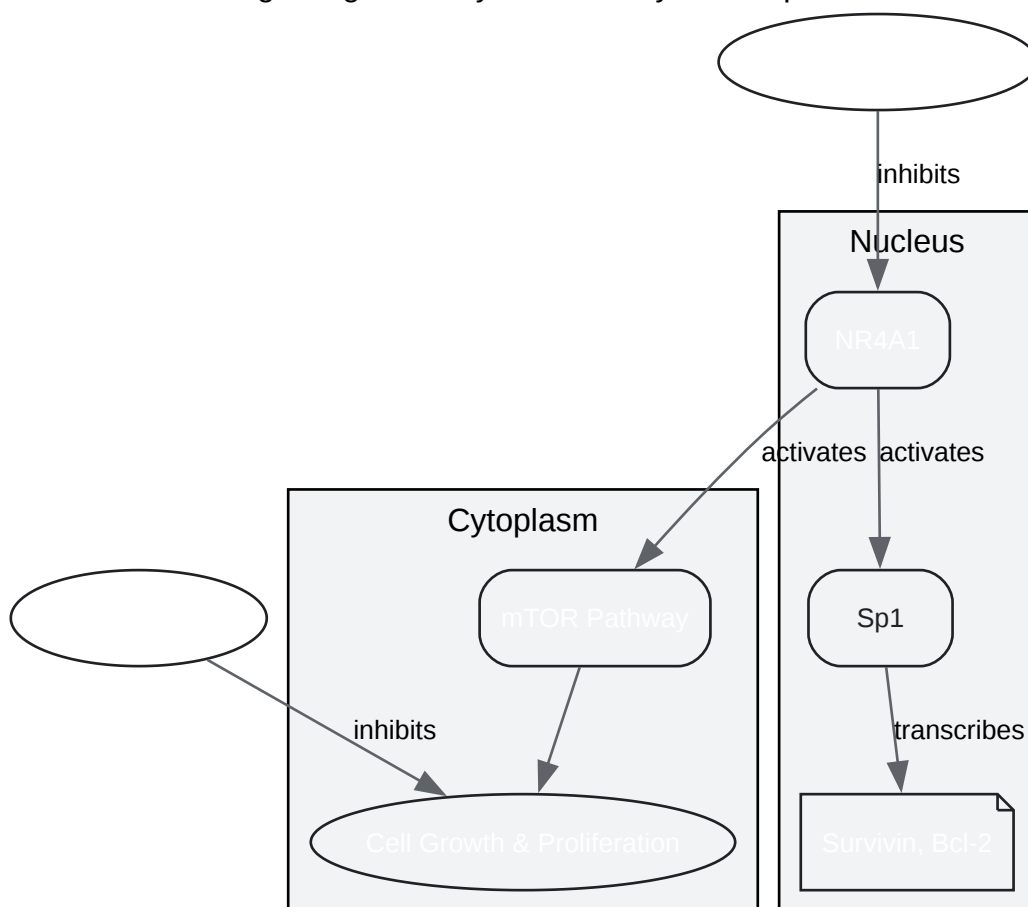 inhibits
Nucleus
NR4A1
activates
activates
Cytoplasm
mTOR Pathway
Sp1
inhibits
transcribes
Cell Growth & Proliferation
Survivin, Bcl-2